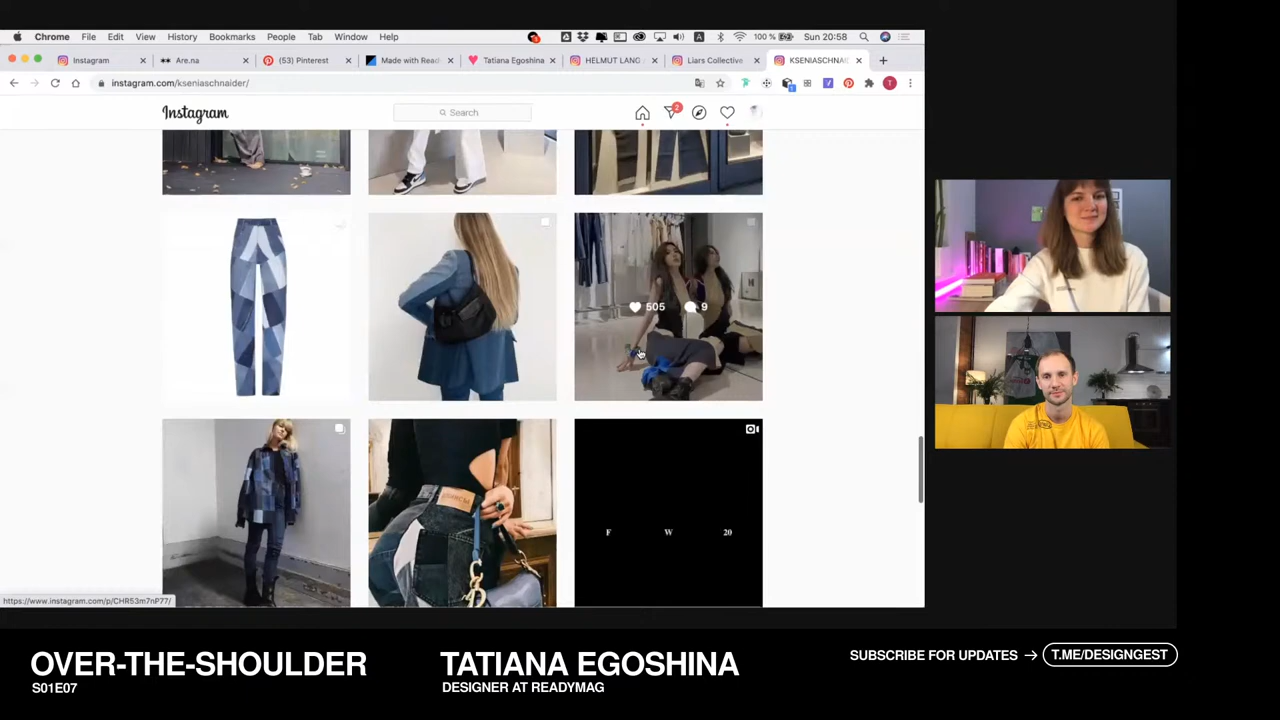 Chrome File Edit View History Bookmarks People Tab Window Help
100 % Sun 20:58
Instagram
Are.na
(53) Pinterest
Made with Read
Tatiana Egoshina
HELMUT LANG
Liars Collective
KSENIASCHNAI
instagram.com/kseniaschnaider/
Instagram
Search
2
505 9
F W 20
https://www.instagram.com/p/CHR53m7nP77/
OVER-THE-SHOULDER
S01E07
TATIANA EGOSHINA
DESIGNER AT READYMAG
SUBSCRIBE FOR UPDATES → T.ME/DESIGNGEST